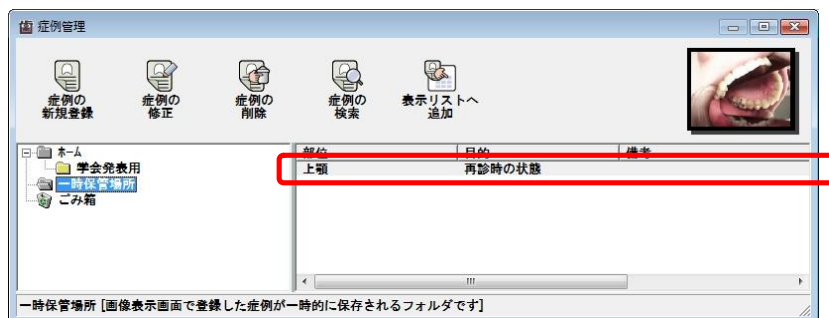 症例管理
症例の
新規登録
症例の
修正
症例の
削除
症例の
検索
表示リストへ
追加
ホーム
学会発表用
一時保管場所
ごみ箱
部位 目的 備考
上顎 再診時の状態
一時保管場所 [画像表示画面で登録した症例が一時的に保存されるフォルダです]